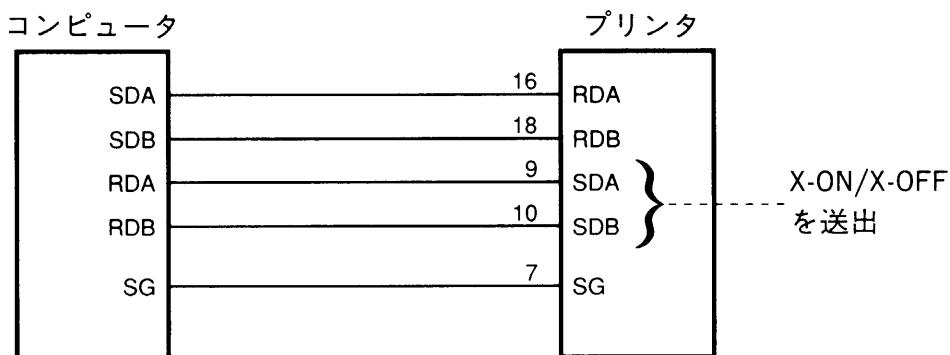 コンピュータ プリンタ
SDA 16 RDA
SDB 18 RDB
RDA 9 SDA
RDB 10 SDB
X-ON/X-OFF
を送出
SG 7 SG